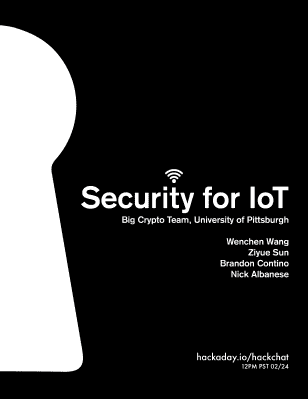 Security for IoT
Big Crypto Team, University of Pittsburgh
Wenchen Wang
Ziyue Sun
Brandon Contino
Nick Albanese
hackaday.io/hackchat
12PM PST 02/24